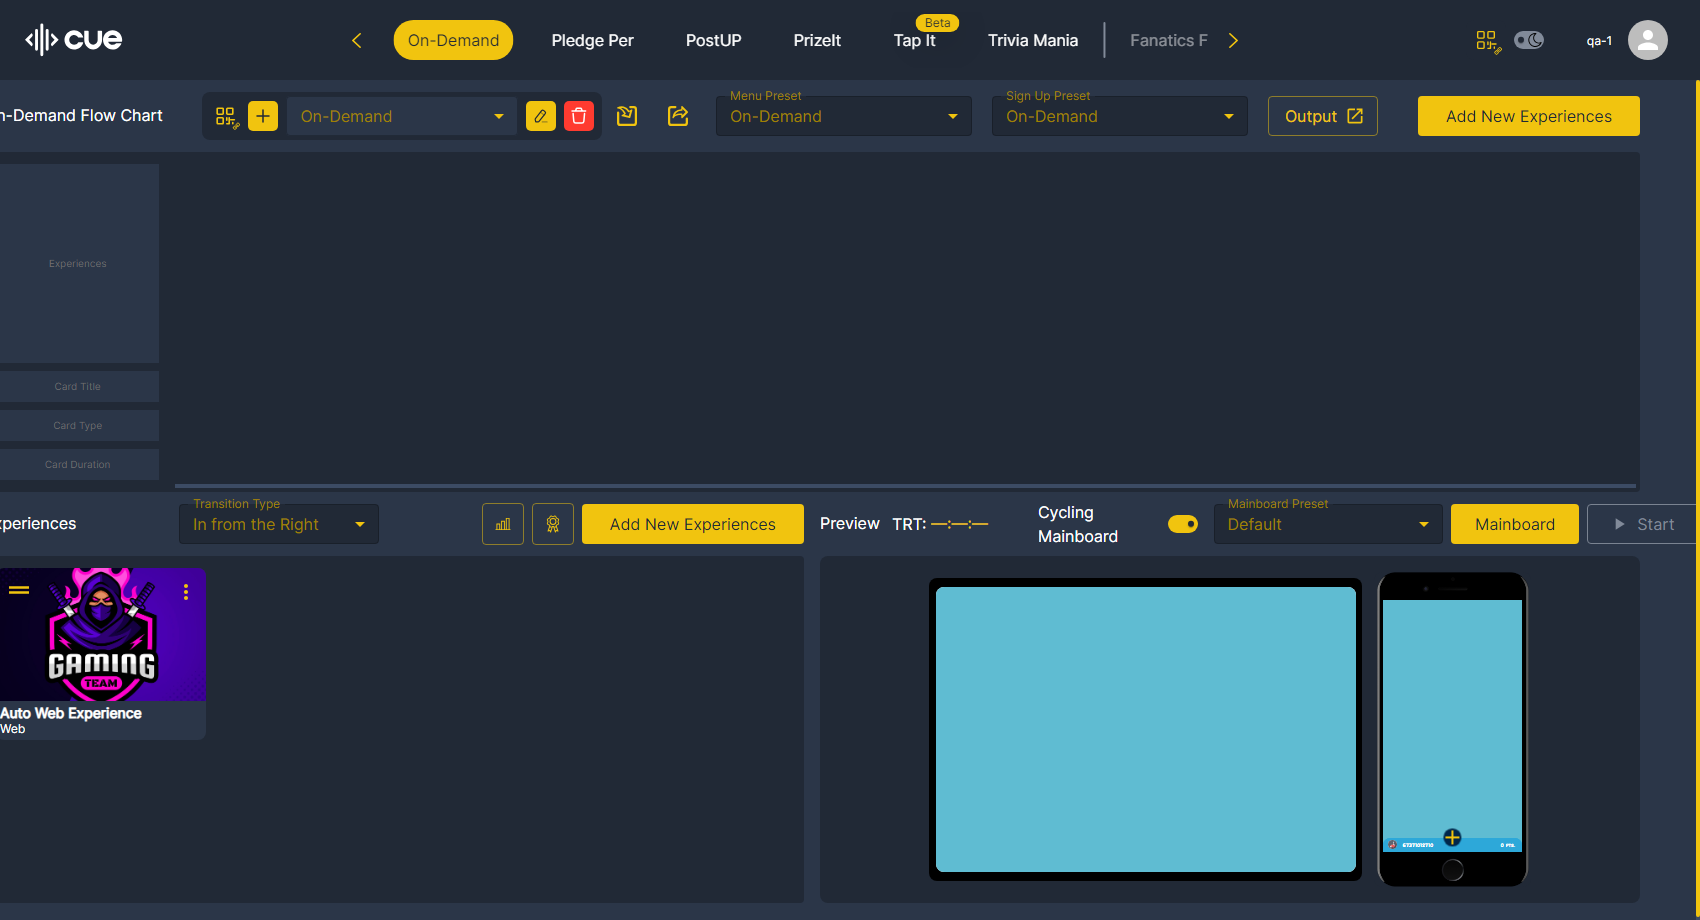 cue
On-Demand
Pledge Per
PostUP
PrizeIt
Beta
Tap It
Trivia Mania
Fanatics F
qa-1
n-Demand Flow Chart
On-Demand
Menu Preset
On-Demand
Sign Up Preset
On-Demand
Output
Add New Experiences
Experiences
Card Title
Card Type
Card Duration
xperiences
Transition Type
In from the Right
Add New Experiences
Preview
TRT: —:—:—
Cycling
Mainboard
Mainboard Preset
Default
Mainboard
Start
GAMING
TEAM
Auto Web Experience
Web
0 PTS.